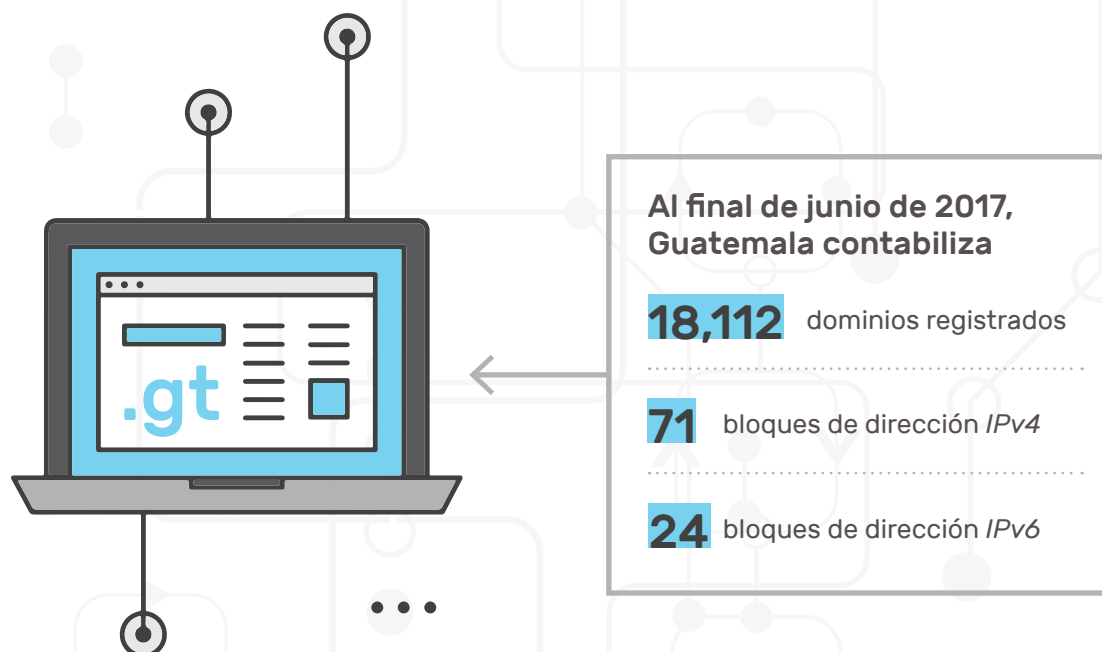 .gt
Al final de junio de 2017,
Guatemala contabiliza
18,112 dominios registrados
71 bloques de dirección IPv4
24 bloques de dirección IPv6